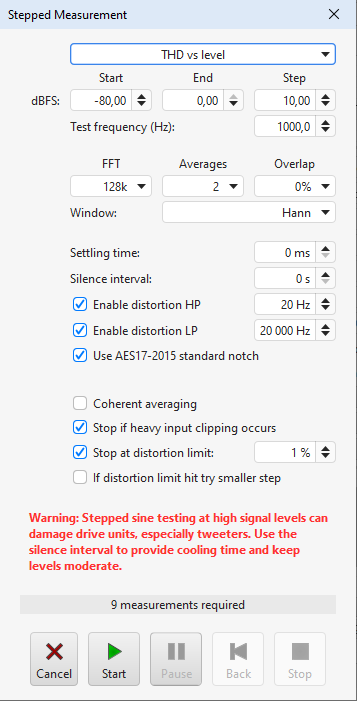 Stepped Measurement
THD vs level
Start End Step
dBFS: -80,00 0,00 10,00
Test frequency (Hz): 1000,0
FFT Averages Overlap
128k 2 0%
Window: Hann
Settling time: 0 ms
Silence interval: 0 s
Enable distortion HP 20 Hz
Enable distortion LP 20 000 Hz
Use AES17-2015 standard notch
Coherent averaging
Stop if heavy input clipping occurs
Stop at distortion limit: 1 %
If distortion limit hit try smaller step
Warning: Stepped sine testing at high signal levels can
damage drive units, especially tweeters. Use the
silence interval to provide cooling time and keep
levels moderate.
9 measurements required
Cancel Start Pause Back Stop